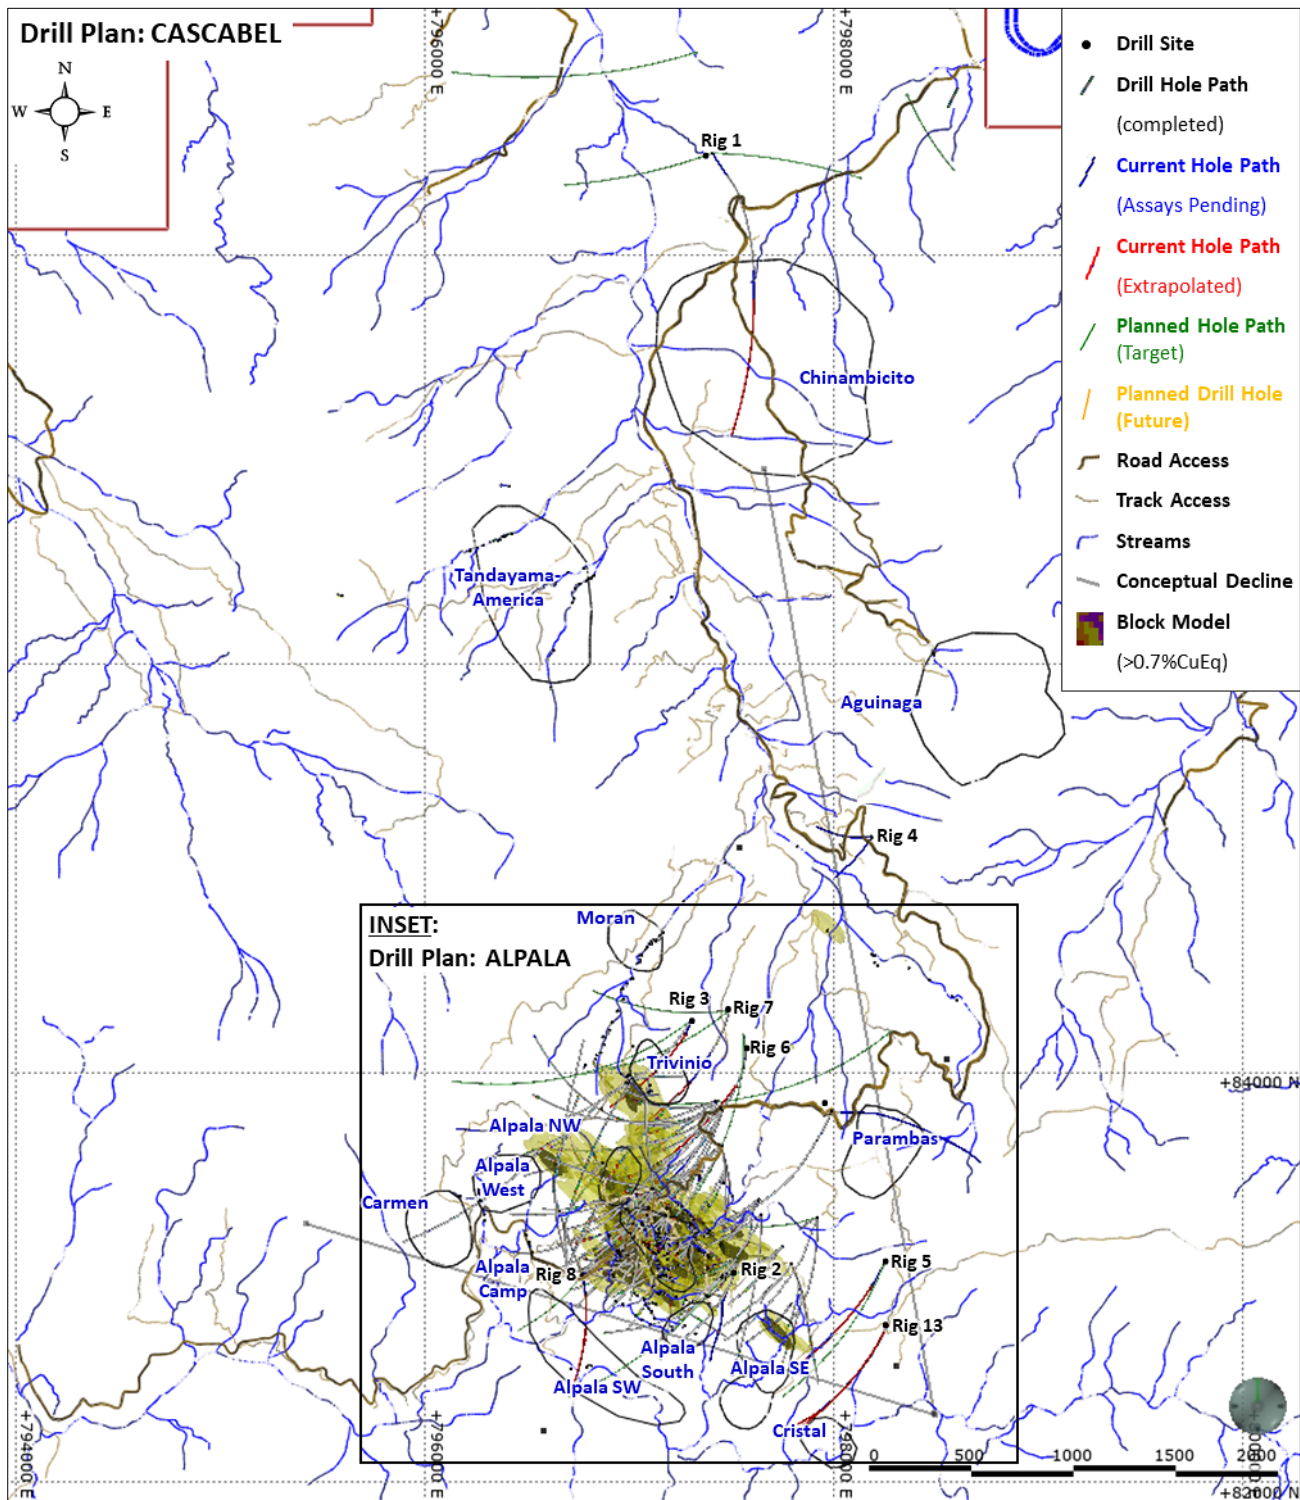 Drill Plan: CASCABEL
N
W E
S
+796000 E
+798000 E
Drill Site
Drill Hole Path
(completed)
Current Hole Path
(Assays Pending)
Current Hole Path
(Extrapolated)
Planned Hole Path
(Target)
Planned Drill Hole
(Future)
Road Access
Track Access
Streams
Conceptual Decline
Block Model
(>0.7%CuEq)
Rig 1
Chinambicito
Tandayama-
America
Aguinaga
Rig 4
INSET:
Drill Plan: ALPALA
Moran
Rig 3
Rig 7
Rig 6
Trivinio
+84000 N
Alpala NW
Parambas
Alpala
West
Carmen
Alpala
Camp
Rig 8
Rig 2
Rig 5
Rig 13
Alpala
South
Alpala SE
Alpala SW
Cristal
+794000 E
+796000 E
+798000 E
0 500 1000 1500 2000
+82000 N